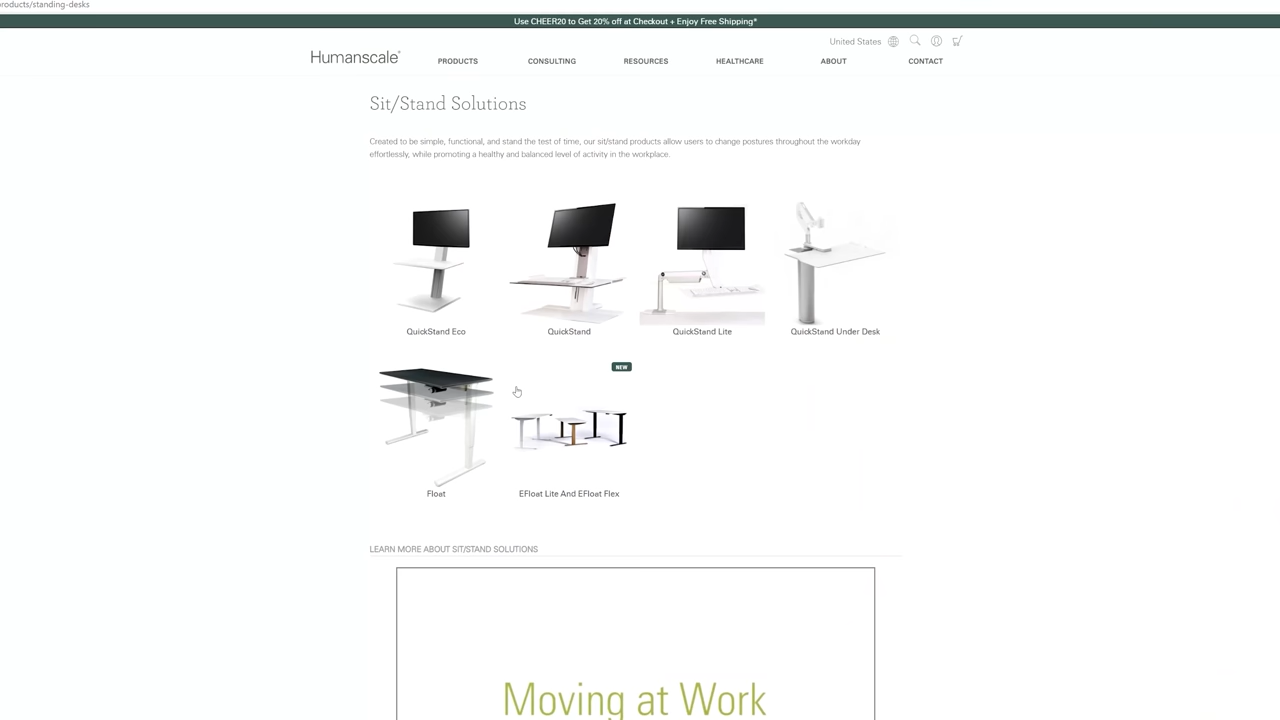 products/standing-desks
Use CHEER20 to Get 20% off at Checkout + Enjoy Free Shipping*
United States
Humanscale®
PRODUCTS
CONSULTING
RESOURCES
HEALTHCARE
ABOUT
CONTACT
Sit/Stand Solutions
Created to be simple, functional, and stand the test of time, our sit/stand products allow users to change postures throughout the workday
effortlessly, while promoting a healthy and balanced level of activity in the workplace.
QuickStand Eco
QuickStand
QuickStand Lite
QuickStand Under Desk
NEW
Float
EFloat Lite And EFloat Flex
LEARN MORE ABOUT SIT/STAND SOLUTIONS
Moving at Work